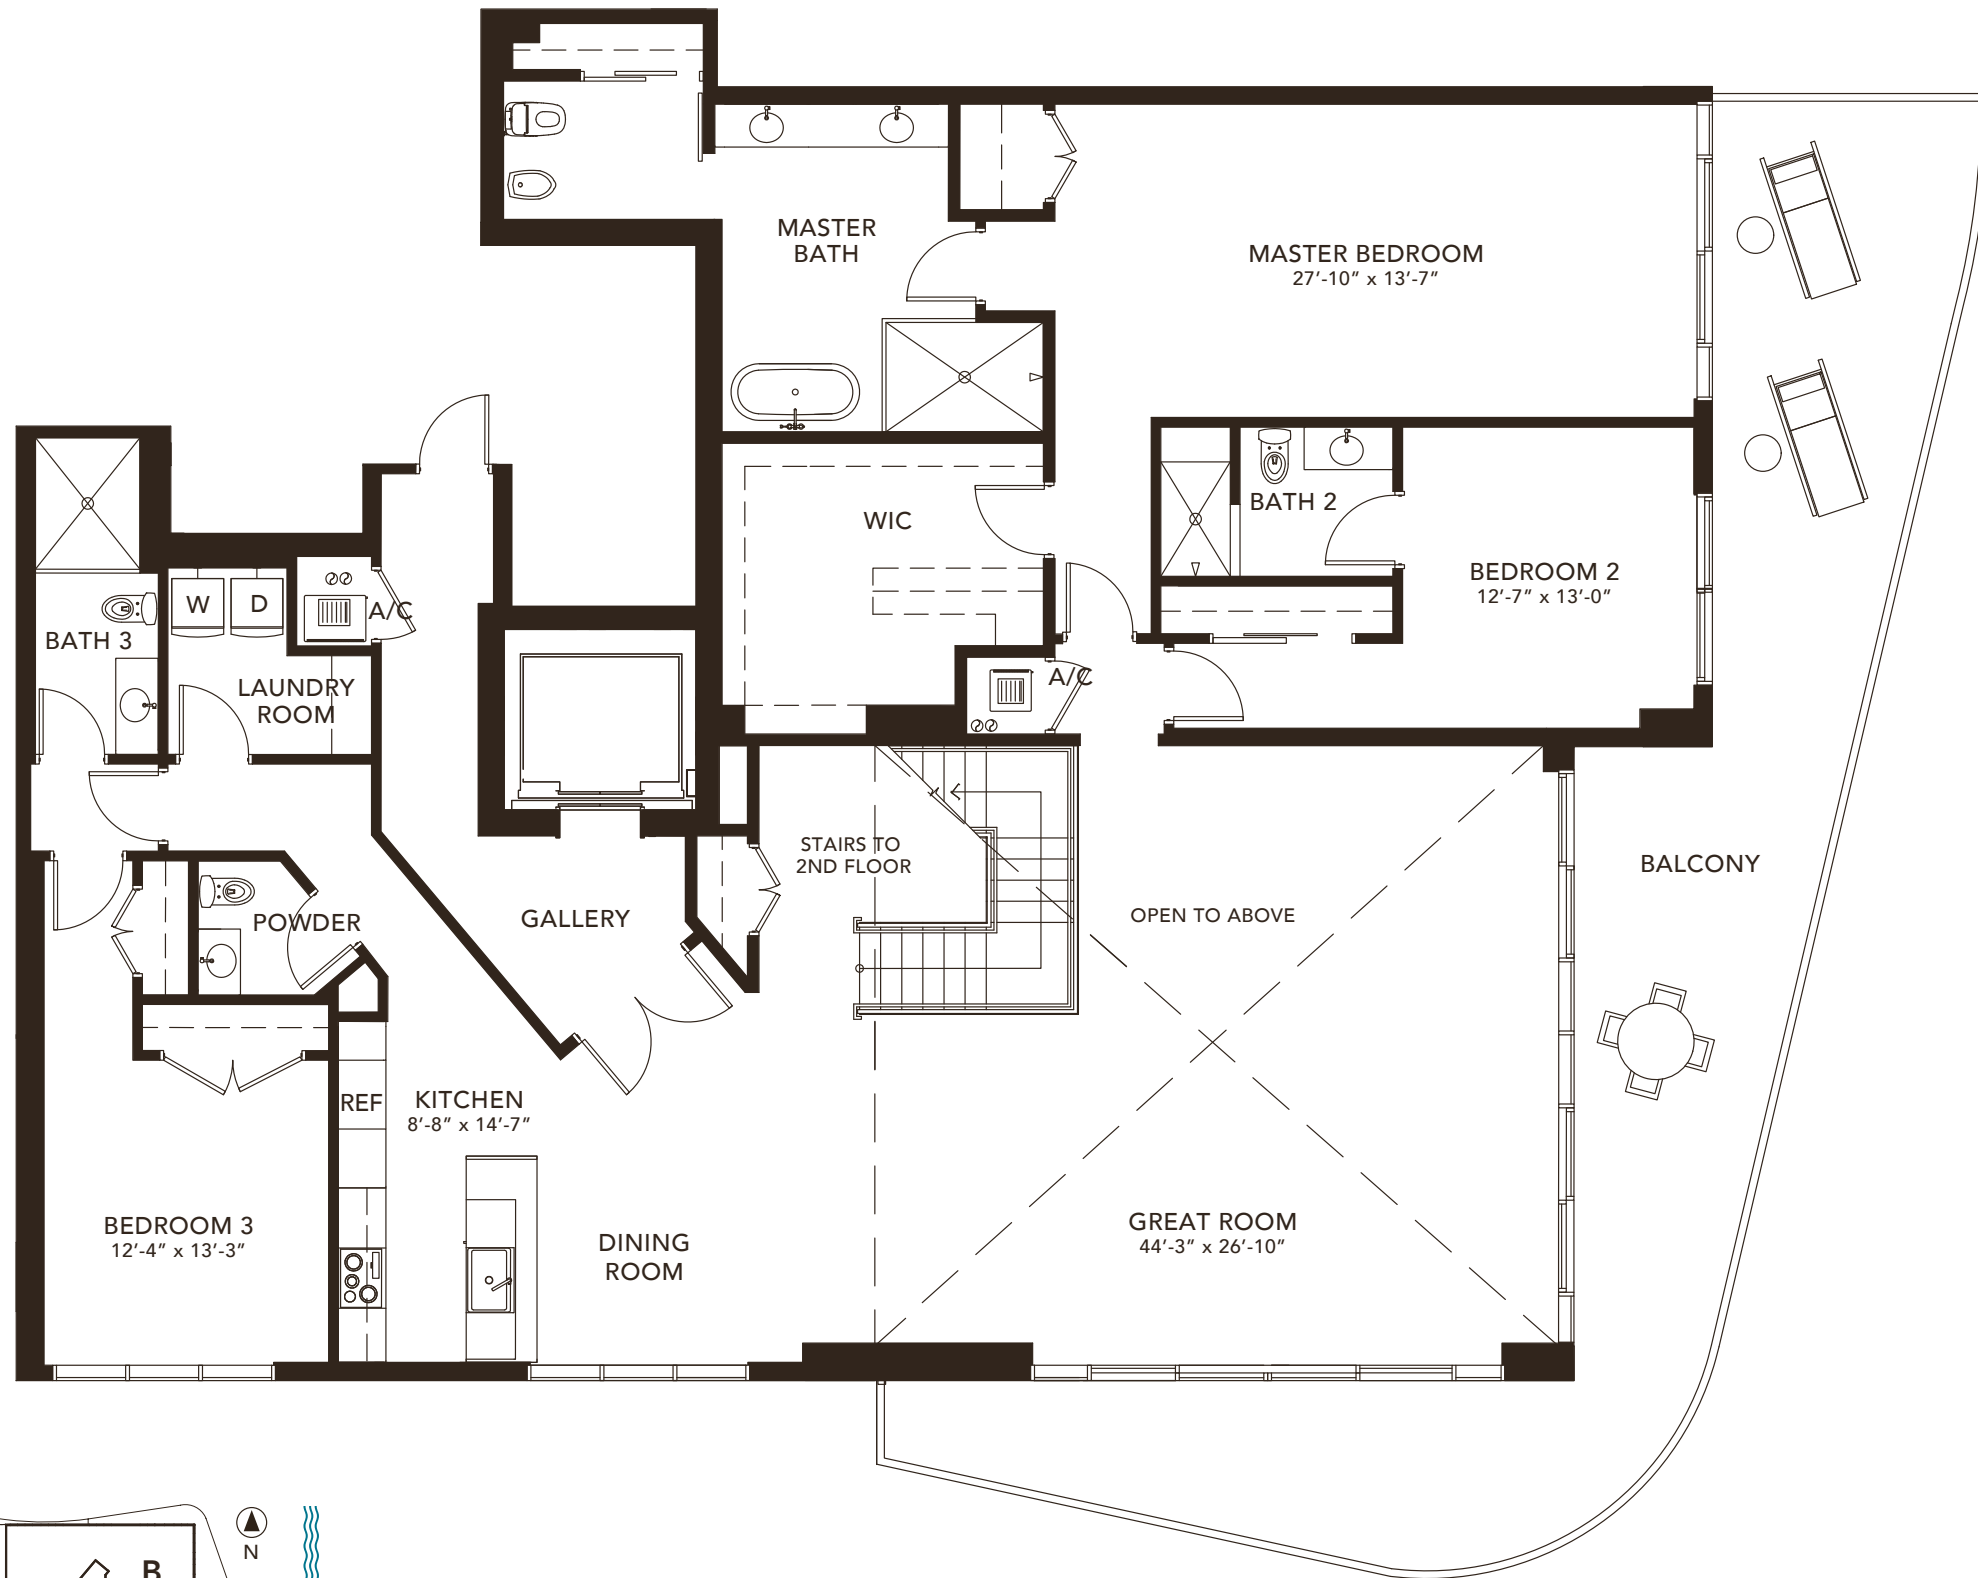 MASTER
BATH
MASTER BEDROOM
27'-10" x 13'-7"
WIC
BATH 2
BEDROOM 2
12'-7" x 13'-0"
W
D
A/C
BATH 3
LAUNDRY
ROOM
A/C
STAIRS TO
2ND FLOOR
BALCONY
GALLERY
POWDER
OPEN TO ABOVE
REF
KITCHEN
8'-8" x 14'-7"
BEDROOM 3
12'-4" x 13'-3"
DINING
ROOM
GREAT ROOM
44'-3" x 26'-10"
N
B